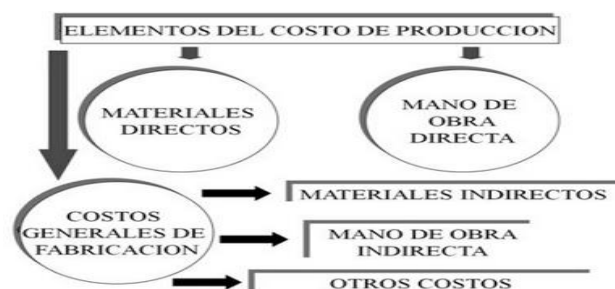 ELEMENTOS DEL COSTO DE PRODUCCION
MATERIALES
DIRECTOS
MANO DE
OBRA
DIRECTA
COSTOS
GENERALES DE
FABRICACION
MATERIALES INDIRECTOS
MANO DE OBRA
INDIRECTA
OTROS COSTOS